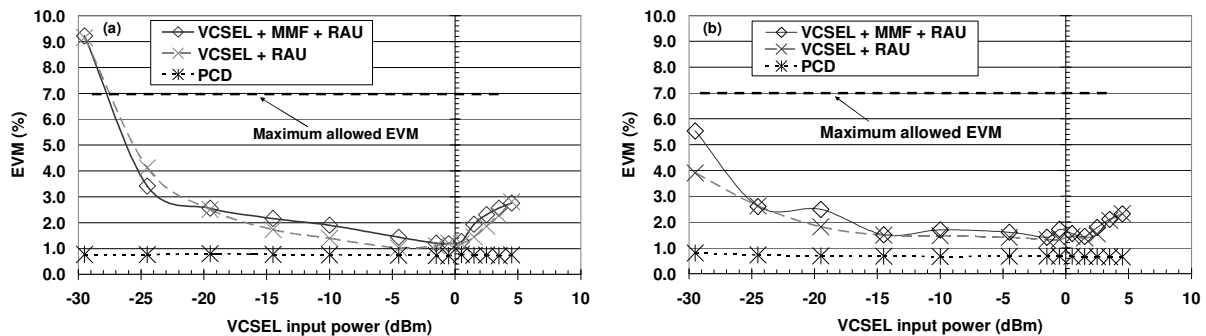 (a)
VCSEL + MMF + RAU
VCSEL + RAU
PCD
Maximum allowed EVM
EVM (%)
10.0
9.0
8.0
7.0
6.0
5.0
4.0
3.0
2.0
1.0
0.0
-30 -25 -20 -15 -10 -5 0 5 10
VCSEL input power (dBm)
(b)
VCSEL + MMF + RAU
VCSEL + RAU
PCD
Maximum allowed EVM
EVM (%)
10.0
9.0
8.0
7.0
6.0
5.0
4.0
3.0
2.0
1.0
0.0
-30 -25 -20 -15 -10 -5 0 5 10
VCSEL input power (dBm)